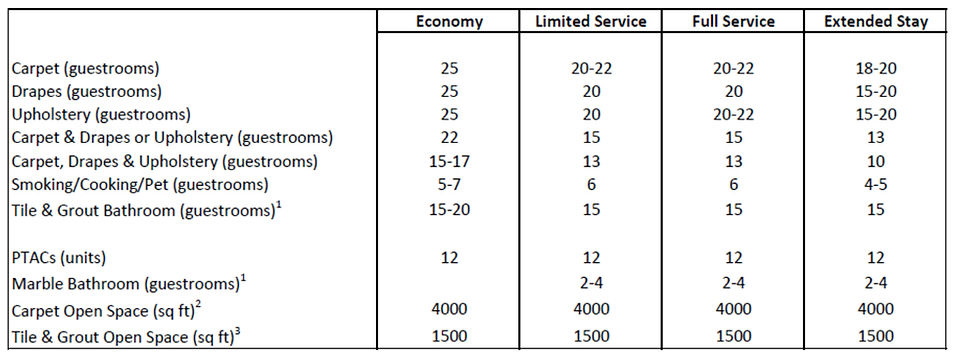 Economy Limited Service Full Service Extended Stay
Carpet (guestrooms) 25 20-22 20-22 18-20
Drapes (guestrooms) 25 20 20 15-20
Upholstery (guestrooms) 25 20 20-22 15-20
Carpet & Drapes or Upholstery (guestrooms) 22 15 15 13
Carpet, Drapes & Upholstery (guestrooms) 15-17 13 13 10
Smoking/Cooking/Pet (guestrooms) 5-7 6 6 4-5
Tile & Grout Bathroom (guestrooms)¹ 15-20 15 15 15
PTACs (units) 12 12 12 12
Marble Bathroom (guestrooms)¹ 2-4 2-4 2-4
Carpet Open Space (sq ft)² 4000 4000 4000 4000
Tile & Grout Open Space (sq ft)³ 1500 1500 1500 1500